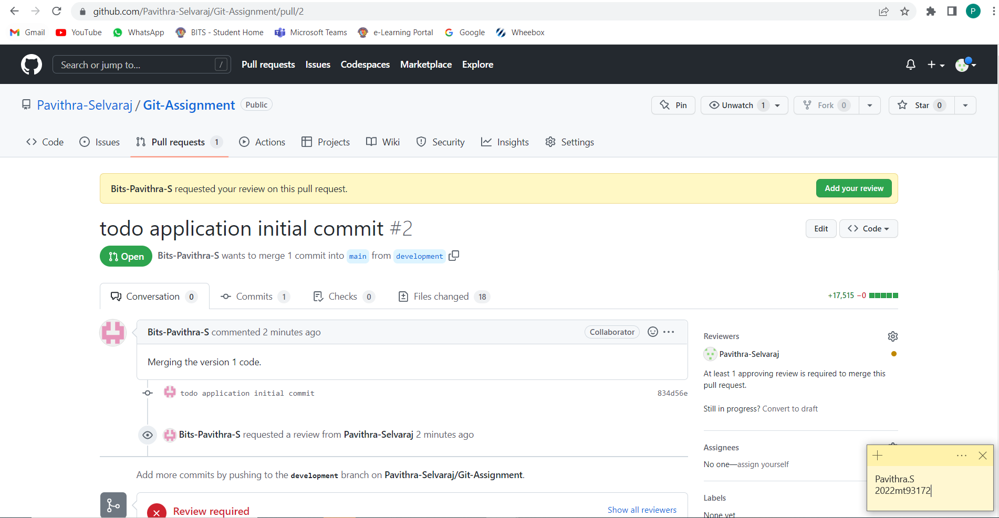 github.com/Pavithra-Selvaraj/Git-Assignment/pull/2
P
Gmail YouTube WhatsApp BITS - Student Home Microsoft Teams e-Learning Portal Google Wheebox
Search or jump to... / Pull requests Issues Codespaces Marketplace Explore
Pavithra-Selvaraj / Git-Assignment Public Pin Unwatch 1 Fork 0 Star 0
Code Issues Pull requests 1 Actions Projects Wiki Security Insights Settings
Bits-Pavithra-S requested your review on this pull request. Add your review
todo application initial commit #2 Edit Code
Open Bits-Pavithra-S wants to merge 1 commit into main from development
Conversation 0 Commits 1 Checks 0 Files changed 18 +17,515 −0
Bits-Pavithra-S commented 2 minutes ago Collaborator
Merging the version 1 code.
todo application initial commit 834d56e
Bits-Pavithra-S requested a review from Pavithra-Selvaraj 2 minutes ago
Add more commits by pushing to the development branch on Pavithra-Selvaraj/Git-Assignment.
Review required Show all reviewers
Reviewers
Pavithra-Selvaraj
At least 1 approving review is required to merge this
pull request.
Still in progress? Convert to draft
Assignees
No one—assign yourself
Labels
None yet
Pavithra.S
2022mt93172